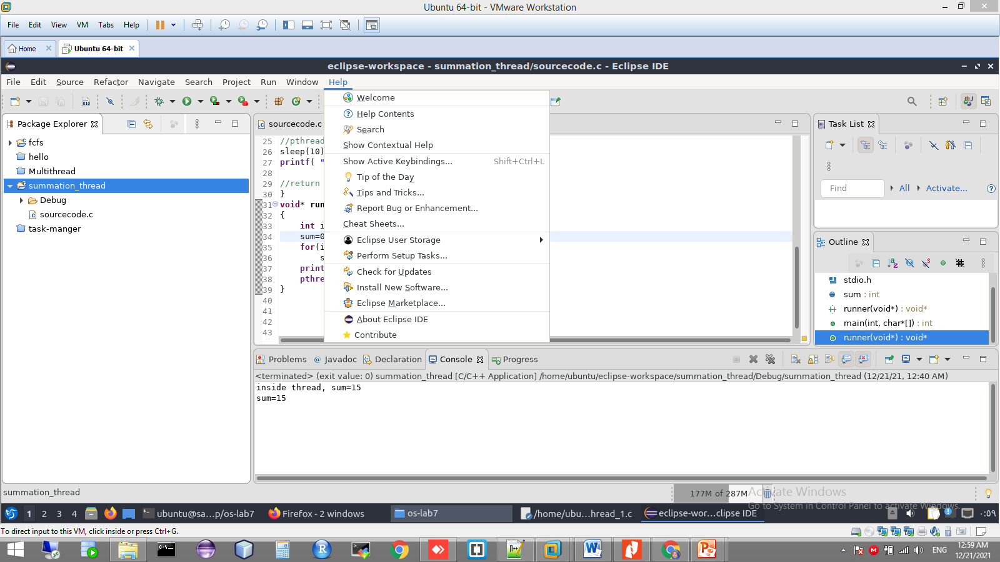 Ubuntu 64-bit - VMware Workstation
File Edit View VM Tabs Help
Home Ubuntu 64-bit
eclipse-workspace - summation_thread/sourcecode.c - Eclipse IDE
File Edit Source Refactor Navigate Search Project Run Window Help
Package Explorer
fcfs
hello
Multithread
summation_thread
Debug
sourcecode.c
task-manger
sourcecode.c
25 //pthread
26 sleep(10)
27 printf( "
28
29 //return
30 }
31 void* run
32 {
33 int i
34 sum=0
35 for(i
36 s
37 print
38 pthre
39 }
40
41
42
43
Welcome
Help Contents
Search
Show Contextual Help
Show Active Keybindings... Shift+Ctrl+L
Tip of the Day
Tips and Tricks...
Report Bug or Enhancement...
Cheat Sheets...
Eclipse User Storage
Perform Setup Tasks...
Check for Updates
Install New Software...
Eclipse Marketplace...
About Eclipse IDE
Contribute
Task List
Find All Activate...
Outline
stdio.h
sum : int
runner(void*) : void*
main(int, char*[]) : int
runner(void*) : void*
Problems Javadoc Declaration Console Progress
<terminated> (exit value: 0) summation_thread [C/C++ Application] /home/ubuntu/eclipse-workspace/summation_thread/Debug/summation_thread (12/21/21, 12:40 AM)
inside thread, sum=15
sum=15
summation_thread
177M of 287M
Activate Windows
Go to System in Control Panel to activate Windows.
1 2 3 4 ubuntu@sa...p/os-lab7 Firefox - 2 windows os-lab7 /home/ubu...hread_1.c eclipse-wor...clipse IDE ٠:٥٩
To direct input to this VM, click inside or press Ctrl+G.
ENG
12:59 AM
12/21/2021